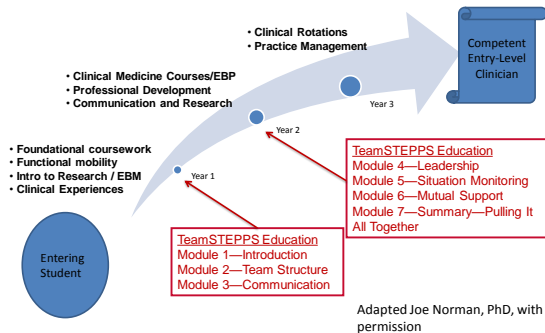 • Clinical Rotations
• Practice Management
Competent
Entry-Level
Clinician
• Clinical Medicine Courses/EBP
• Professional Development
• Communication and Research
Year 3
Year 2
• Foundational coursework
• Functional mobility
• Intro to Research / EBM
• Clinical Experiences
Year 1
TeamSTEPPS Education
Module 4—Leadership
Module 5—Situation Monitoring
Module 6—Mutual Support
Module 7—Summary—Pulling It
All Together
Entering
Student
TeamSTEPPS Education
Module 1—Introduction
Module 2—Team Structure
Module 3—Communication
Adapted Joe Norman, PhD, with
permission